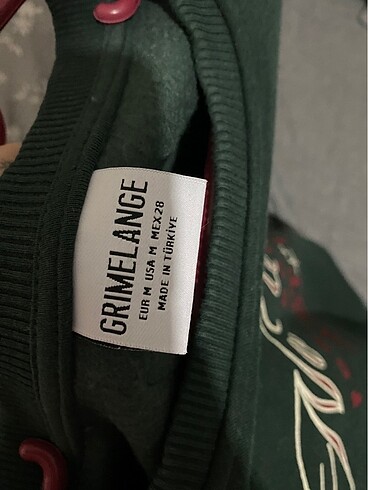 GRIMELANGE
EUR M USA M MEX 28
MADE IN TÜRKİYE